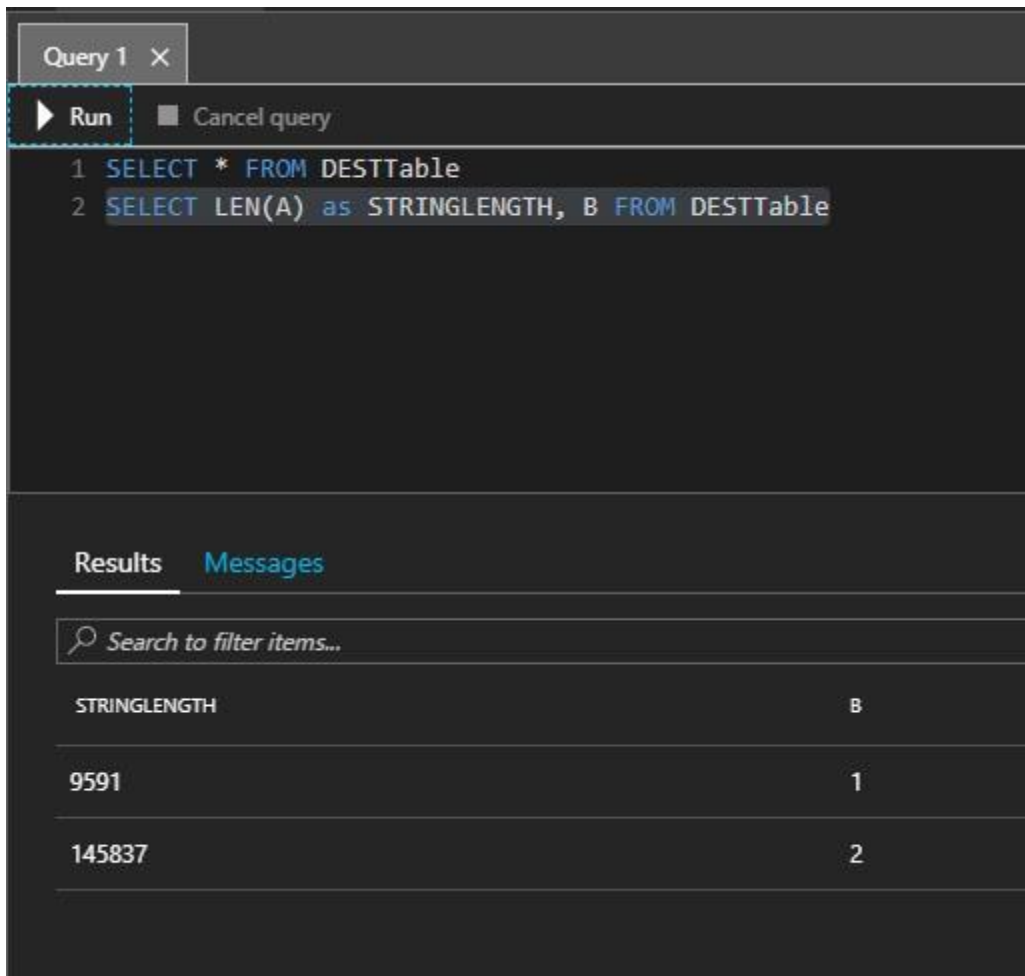 Query 1 ×
Run Cancel query
1 SELECT * FROM DESTTable
2 SELECT LEN(A) as STRINGLENGTH, B FROM DESTTable
Results Messages
Search to filter items...
STRINGLENGTH B
9591 1
145837 2